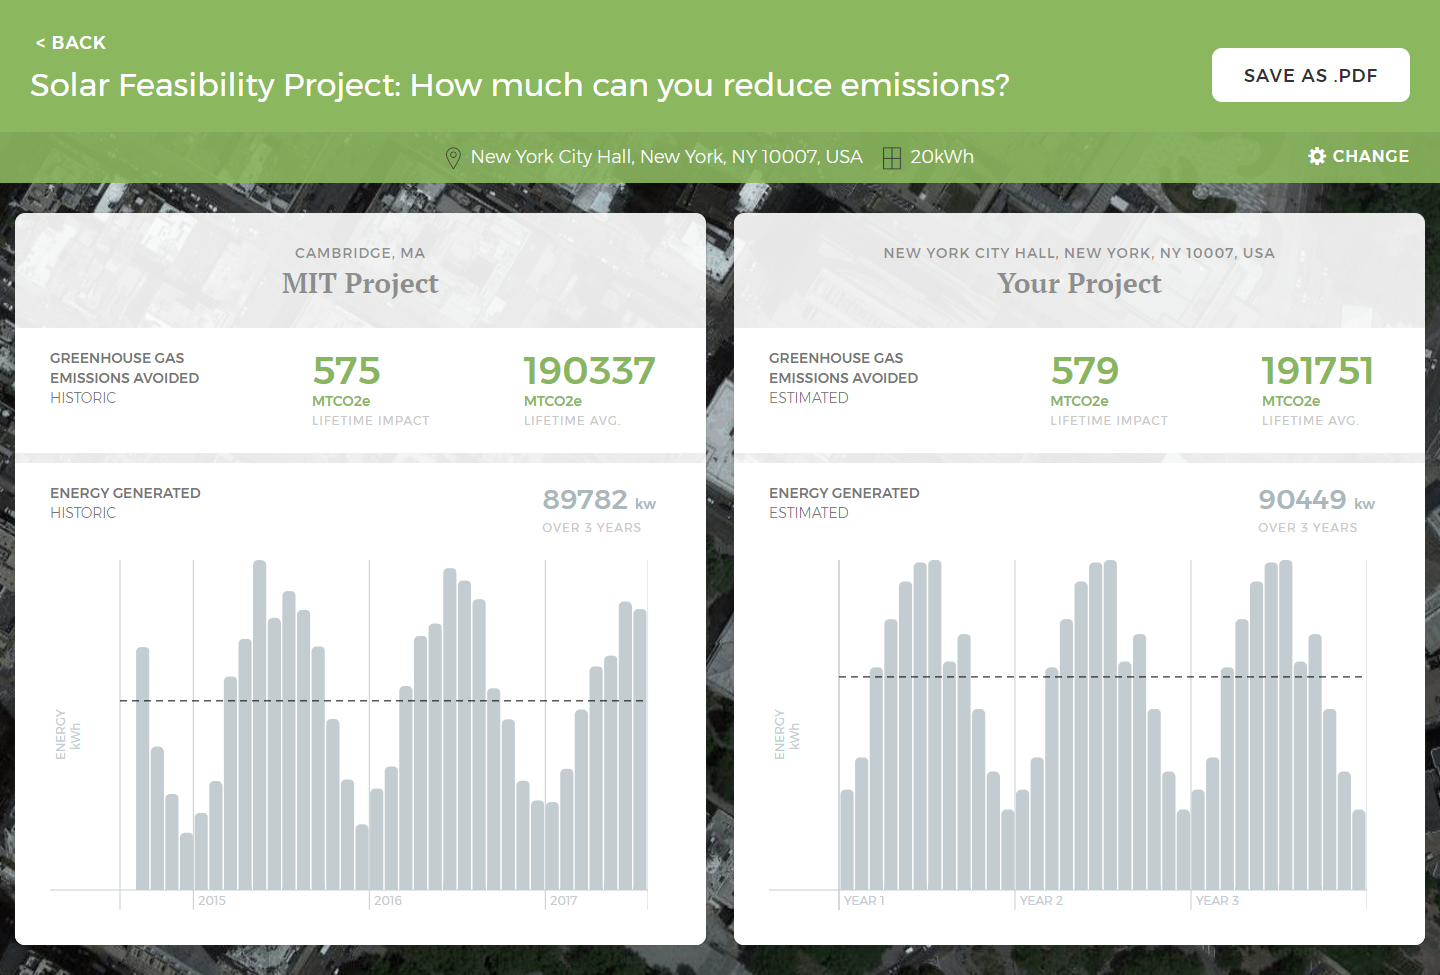 < BACK
Solar Feasibility Project: How much can you reduce emissions?
SAVE AS .PDF
New York City Hall, New York, NY 10007, USA
20kWh
CHANGE
CAMBRIDGE, MA
MIT Project
GREENHOUSE GAS
EMISSIONS AVOIDED
HISTORIC
575
MTCO2e
LIFETIME IMPACT
190337
MTCO2e
LIFETIME AVG.
ENERGY GENERATED
HISTORIC
89782 kw
OVER 3 YEARS
ENERGY
kWh
2015
2016
2017
NEW YORK CITY HALL, NEW YORK, NY 10007, USA
Your Project
GREENHOUSE GAS
EMISSIONS AVOIDED
ESTIMATED
579
MTCO2e
LIFETIME IMPACT
191751
MTCO2e
LIFETIME AVG.
ENERGY GENERATED
ESTIMATED
90449 kw
OVER 3 YEARS
ENERGY
kWh
YEAR 1
YEAR 2
YEAR 3